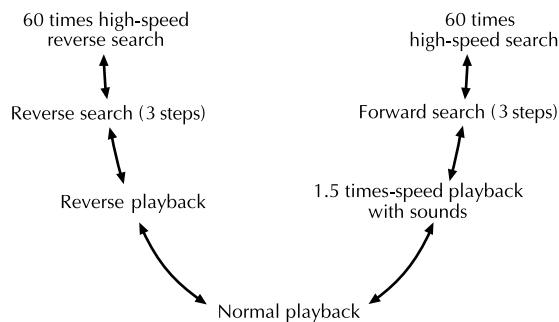 60 times high-speed
reverse search
60 times
high-speed search
Reverse search (3 steps)
Forward search (3 steps)
Reverse playback
1.5 times-speed playback
with sounds
Normal playback